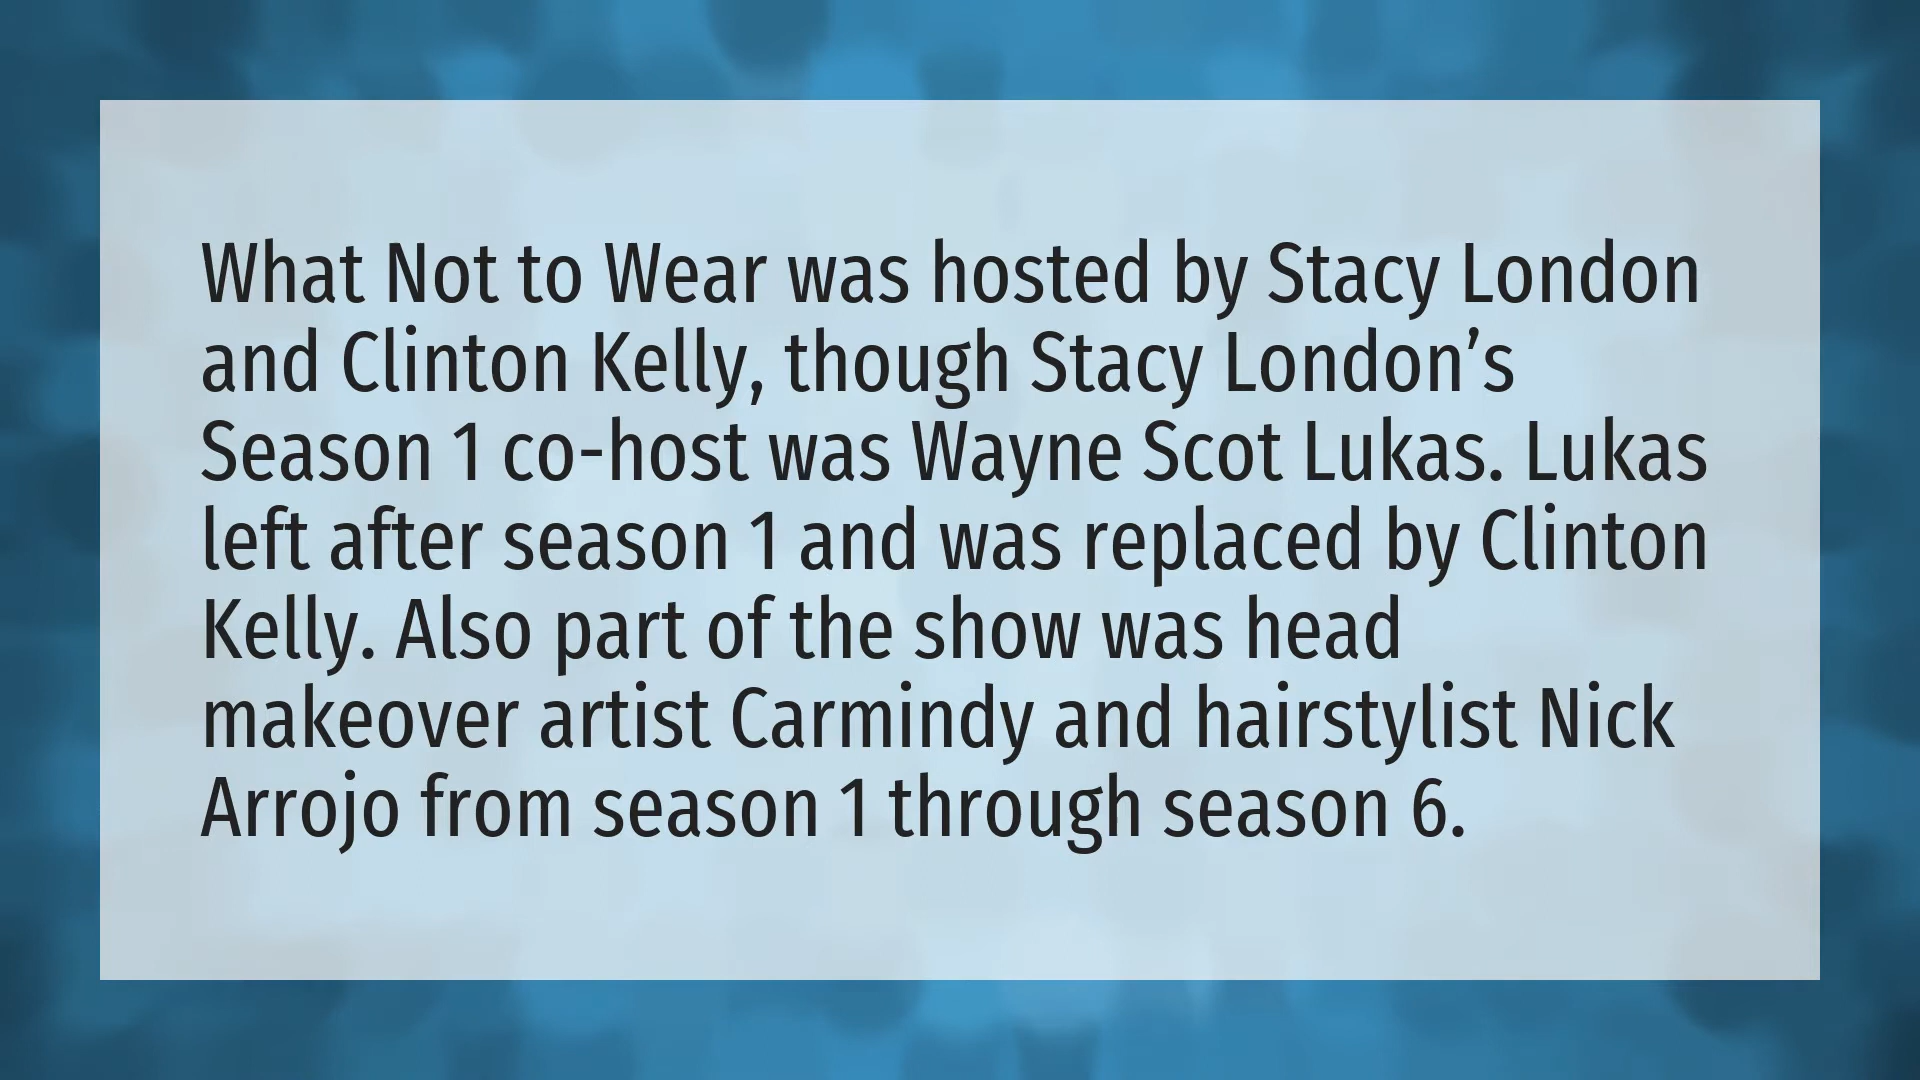 What Not to Wear was hosted by Stacy London
and Clinton Kelly, though Stacy London’s
Season 1 co-host was Wayne Scot Lukas. Lukas
left after season 1 and was replaced by Clinton
Kelly. Also part of the show was head
makeover artist Carmindy and hairstylist Nick
Arrojo from season 1 through season 6.